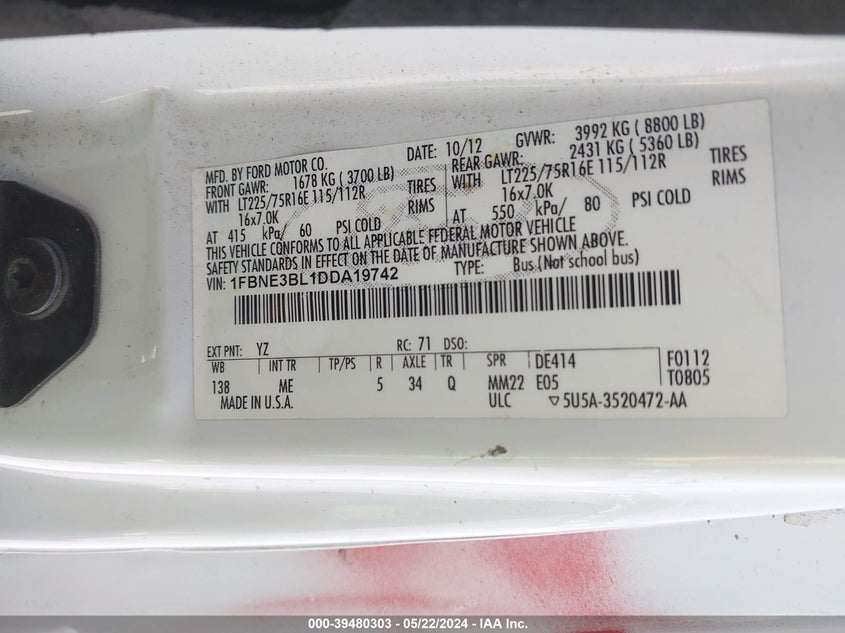 MFD. BY FORD MOTOR CO. DATE: 10/12 GVWR: 3992 KG ( 8800 LB)
FRONT GAWR: 1678 KG ( 3700 LB) REAR GAWR: 2431 KG ( 5360 LB)
WITH LT225/75R16E 115/112R TIRES WITH LT225/75R16E 115/112R TIRES
16x7.0K RIMS 16x7.0K RIMS
AT 415 kPa/ 60 PSI COLD AT 550 kPa/ 80 PSI COLD
THIS VEHICLE CONFORMS TO ALL APPLICABLE FEDERAL MOTOR VEHICLE
SAFETY STANDARDS IN EFFECT ON THE DATE OF MANUFACTURE SHOWN ABOVE.
VIN: 1FBNE3BL1DDA19742 TYPE: Bus (Not school bus)
EXT PNT: YZ RC: 71 DSO:
WB INT TR TP/PS R AXLE TR SPR DE414 F0112
138 ME 5 34 Q MM22 E05 T0805
MADE IN U.S.A. ULC ▽5U5A-3520472-AA
000-39480303 - 05/22/2024 - IAA Inc.